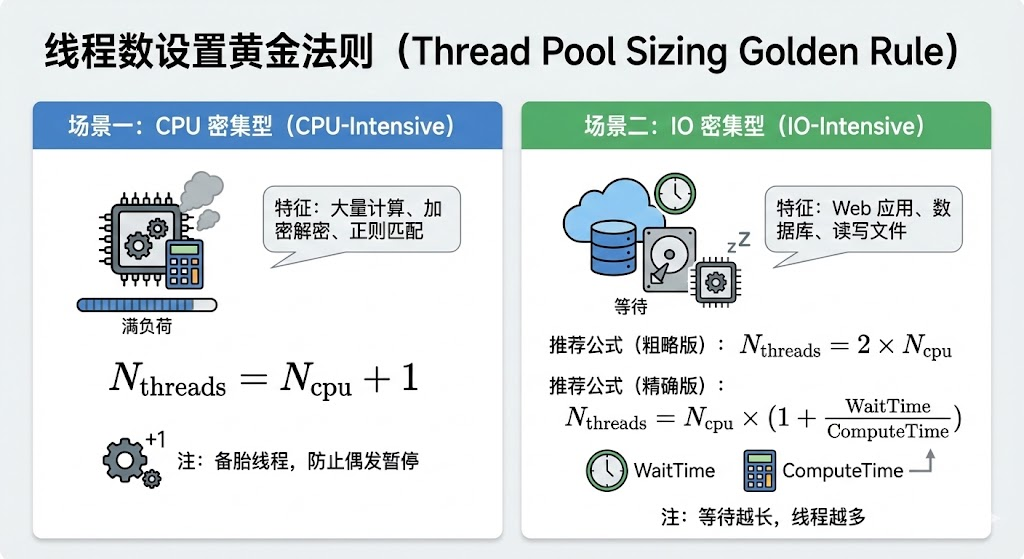 线程数设置黄金法则（Thread Pool Sizing Golden Rule）
场景一：CPU 密集型（CPU-Intensive）
特征：大量计算、加
密解密、正则匹配
满负荷
N_threads = N_cpu + 1
+1
注：备胎线程，防止偶发暂停
场景二：IO 密集型（IO-Intensive）
特征：Web 应用、数
据库、读写文件
zZ
等待
推荐公式（粗略版）： N_threads = 2 × N_cpu
推荐公式（精确版）：
N_threads = N_cpu × (1 + WaitTime/ComputeTime)
WaitTime ComputeTime
注：等待越长，线程越多